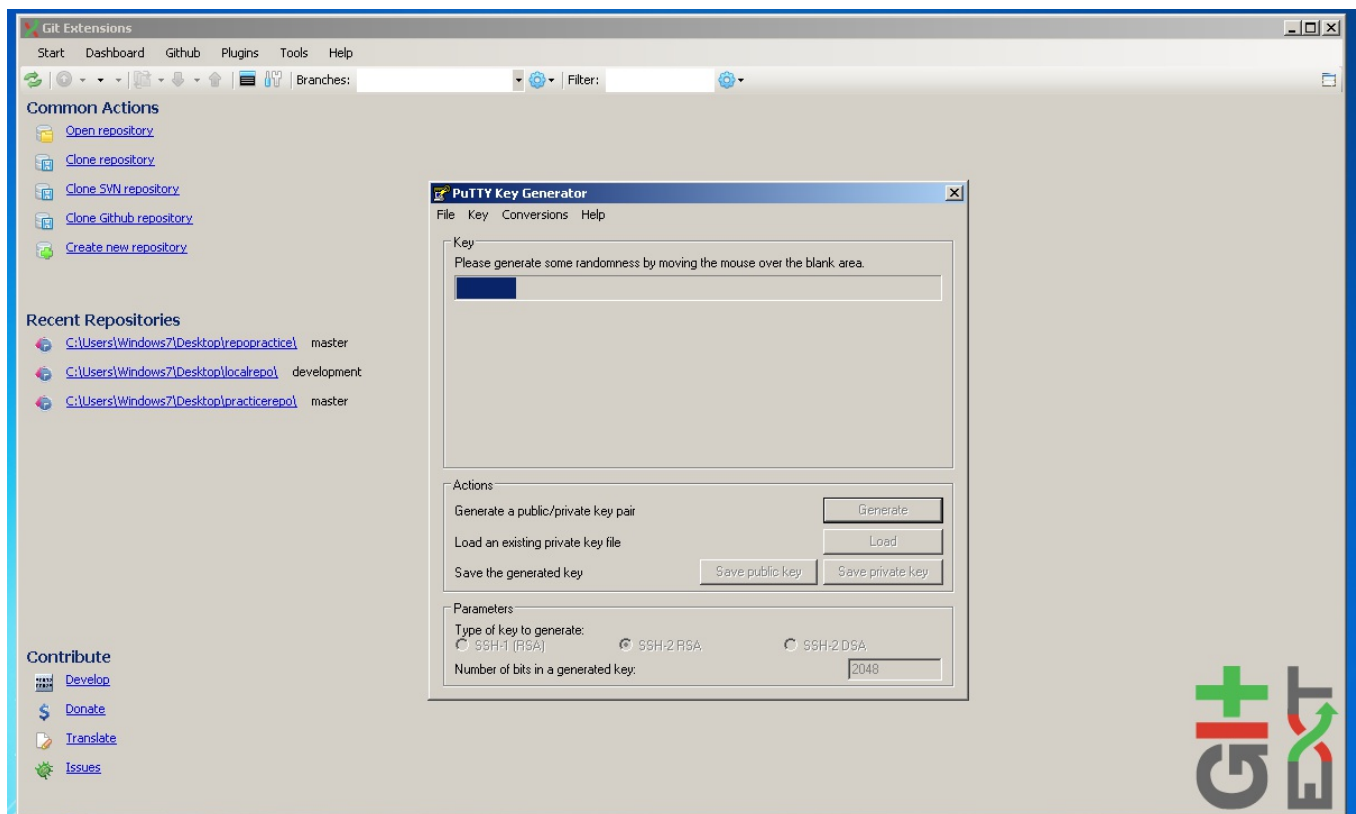 Git Extensions
Start Dashboard Github Plugins Tools Help
Branches: Filter:
Common Actions
Open repository
Clone repository
Clone SVN repository
Clone Github repository
Create new repository
Recent Repositories
C:\Users\Windows7\Desktop\repopractice\ master
C:\Users\Windows7\Desktop\localrepo\ development
C:\Users\Windows7\Desktop\practicerepo\ master
Contribute
Develop
Donate
Translate
Issues
PuTTY Key Generator
File Key Conversions Help
Key
Please generate some randomness by moving the mouse over the blank area.
Actions
Generate a public/private key pair Generate
Load an existing private key file Load
Save the generated key Save public key Save private key
Parameters
Type of key to generate:
SSH-1 (RSA) SSH-2 RSA SSH-2 DSA
Number of bits in a generated key: 2048
GIt
EXT